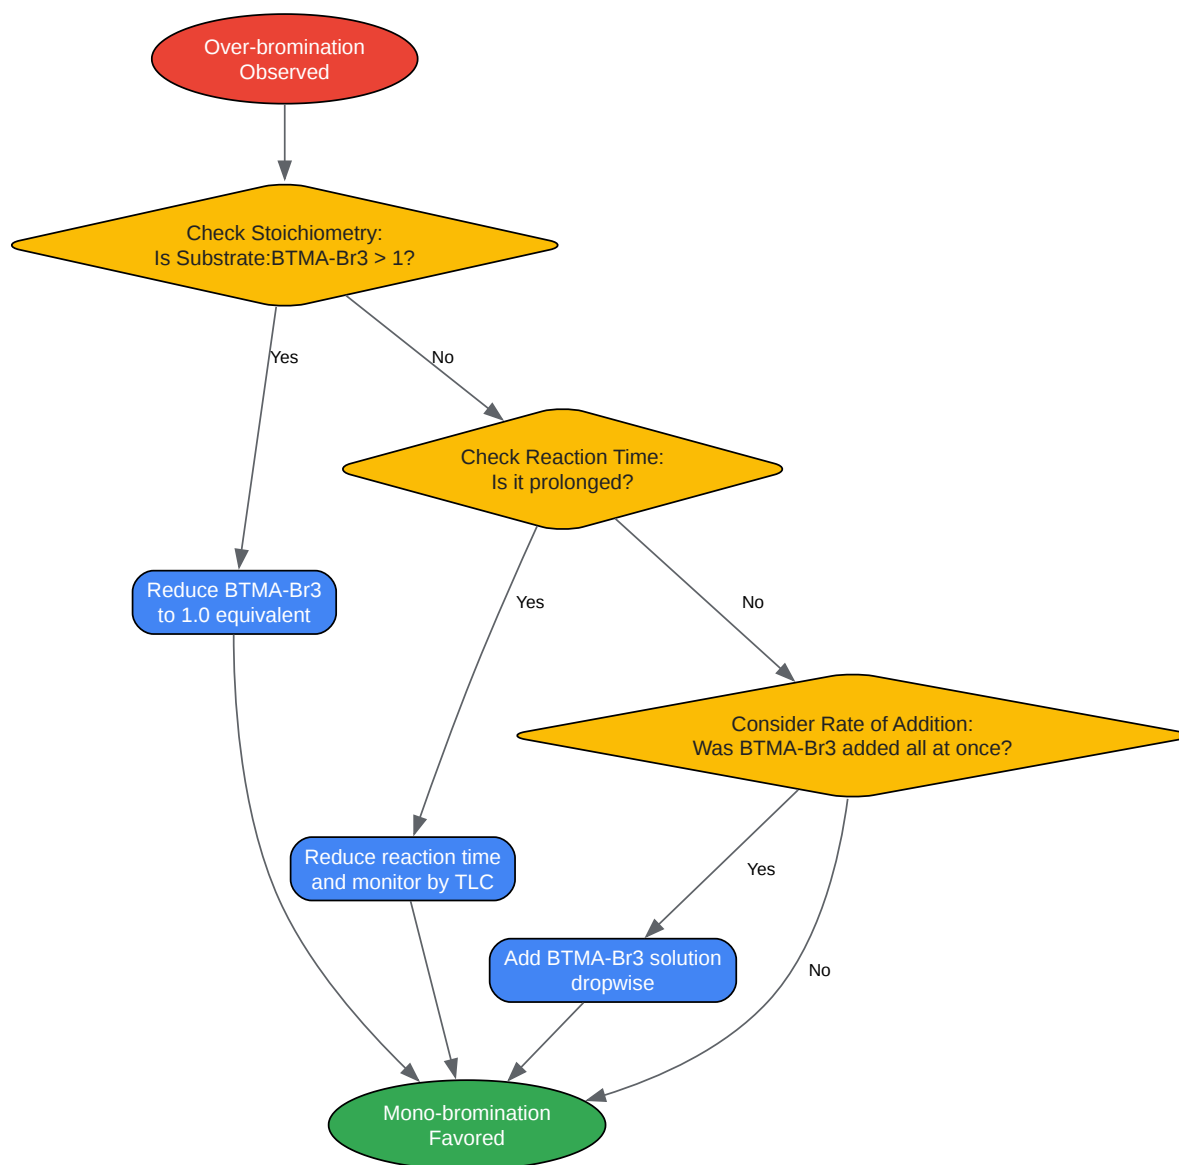 Over-bromination
Observed
Check Stoichiometry:
Is Substrate:BTMA-Br3 > 1?
Yes
No
Check Reaction Time:
Is it prolonged?
Reduce BTMA-Br3
to 1.0 equivalent
Yes
No
Consider Rate of Addition:
Was BTMA-Br3 added all at once?
Reduce reaction time
and monitor by TLC
Yes
Add BTMA-Br3 solution
dropwise
No
Mono-bromination
Favored